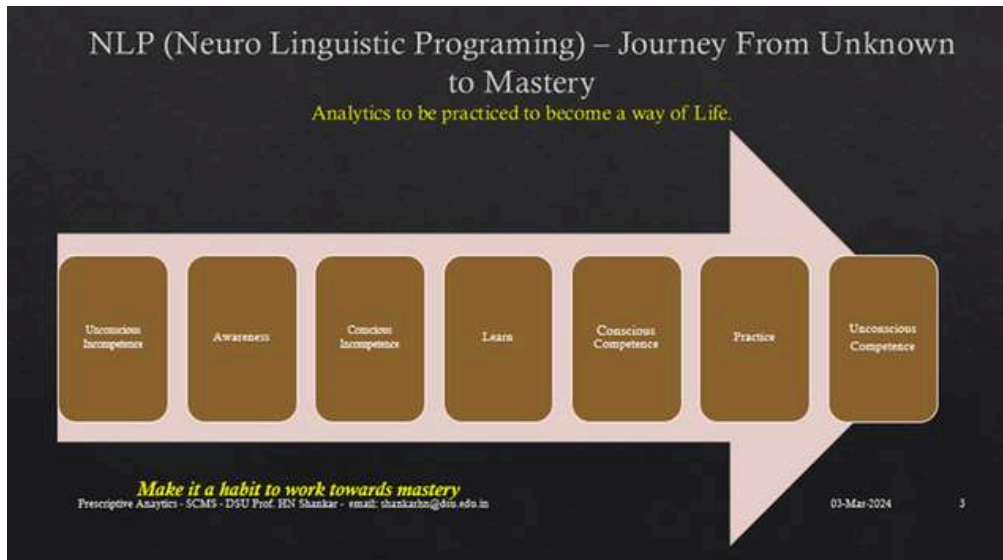 NLP (Neuro Linguistic Programing) – Journey From Unknown
to Mastery
Analytics to be practiced to become a way of Life.
Unconscious
Incompetence
Awareness
Conscious
Incompetence
Learn
Conscious
Competence
Practice
Unconscious
Competence
Make it a habit to work towards mastery
Prescriptive Anaytics - SCMS - DSU Prof. HN Shankar - email: shankarhn@dsu.edu.in
03-Mar-2024
3